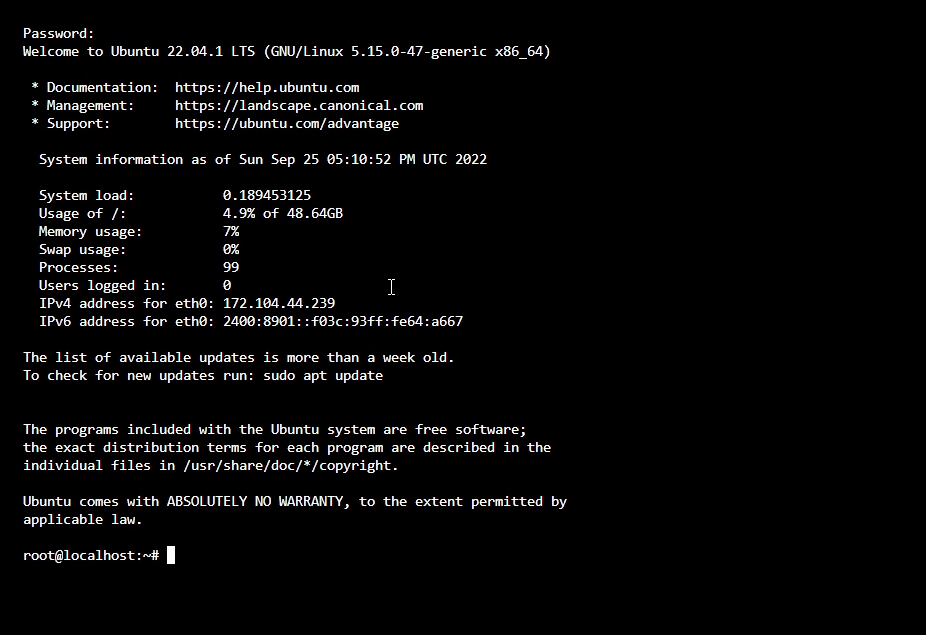 Password:
Welcome to Ubuntu 22.04.1 LTS (GNU/Linux 5.15.0-47-generic x86_64)
* Documentation:  https://help.ubuntu.com
* Management:     https://landscape.canonical.com
* Support:        https://ubuntu.com/advantage
System information as of Sun Sep 25 05:10:52 PM UTC 2022
System load:           0.189453125
Usage of /:            4.9% of 48.64GB
Memory usage:          7%
Swap usage:            0%
Processes:             99
Users logged in:       0
IPv4 address for eth0: 172.104.44.239
IPv6 address for eth0: 2400:8901::f03c:93ff:fe64:a667
The list of available updates is more than a week old.
To check for new updates run: sudo apt update
The programs included with the Ubuntu system are free software;
the exact distribution terms for each program are described in the
individual files in /usr/share/doc/*/copyright.
Ubuntu comes with ABSOLUTELY NO WARRANTY, to the extent permitted by
applicable law.
root@localhost:~#